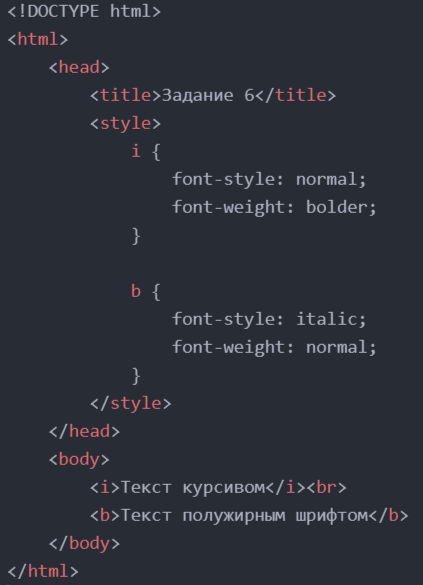 <!DOCTYPE html>
<html>
    <head>
        <title>Задание 6</title>
        <style>
            i {
                font-style: normal;
                font-weight: bolder;
            }

            b {
                font-style: italic;
                font-weight: normal;
            }
        </style>
    </head>
    <body>
        <i>Текст курсивом</i><br>
        <b>Текст полужирным шрифтом</b>
    </body>
</html>